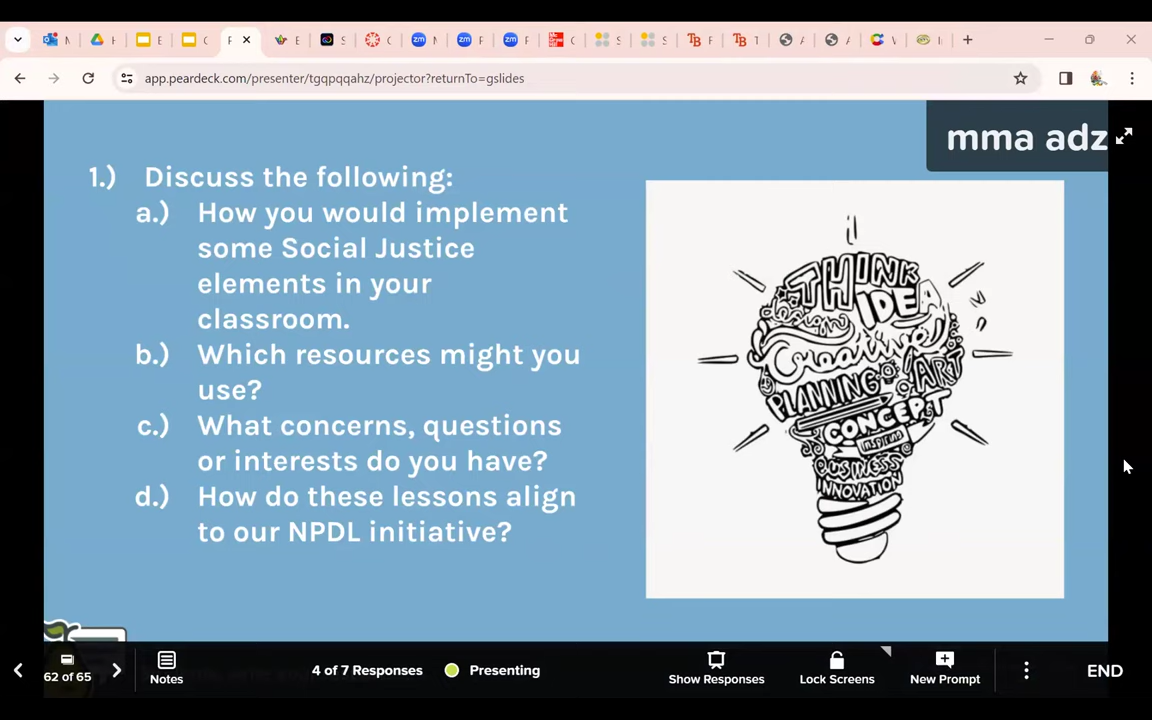 app.peardeck.com/presenter/tgqpqqahz/projector?returnTo=gslides
mma adz
1.) Discuss the following:
a.) How you would implement
some Social Justice
elements in your
classroom.
b.) Which resources might you
use?
c.) What concerns, questions
or interests do you have?
d.) How do these lessons align
to our NPDL initiative?
THINK
IDEA
design
Creative
ART
PLANNING
CONCEPT
BUSINESS
INNOVATION
62 of 65
Notes
4 of 7 Responses
Presenting
Show Responses
Lock Screens
New Prompt
END